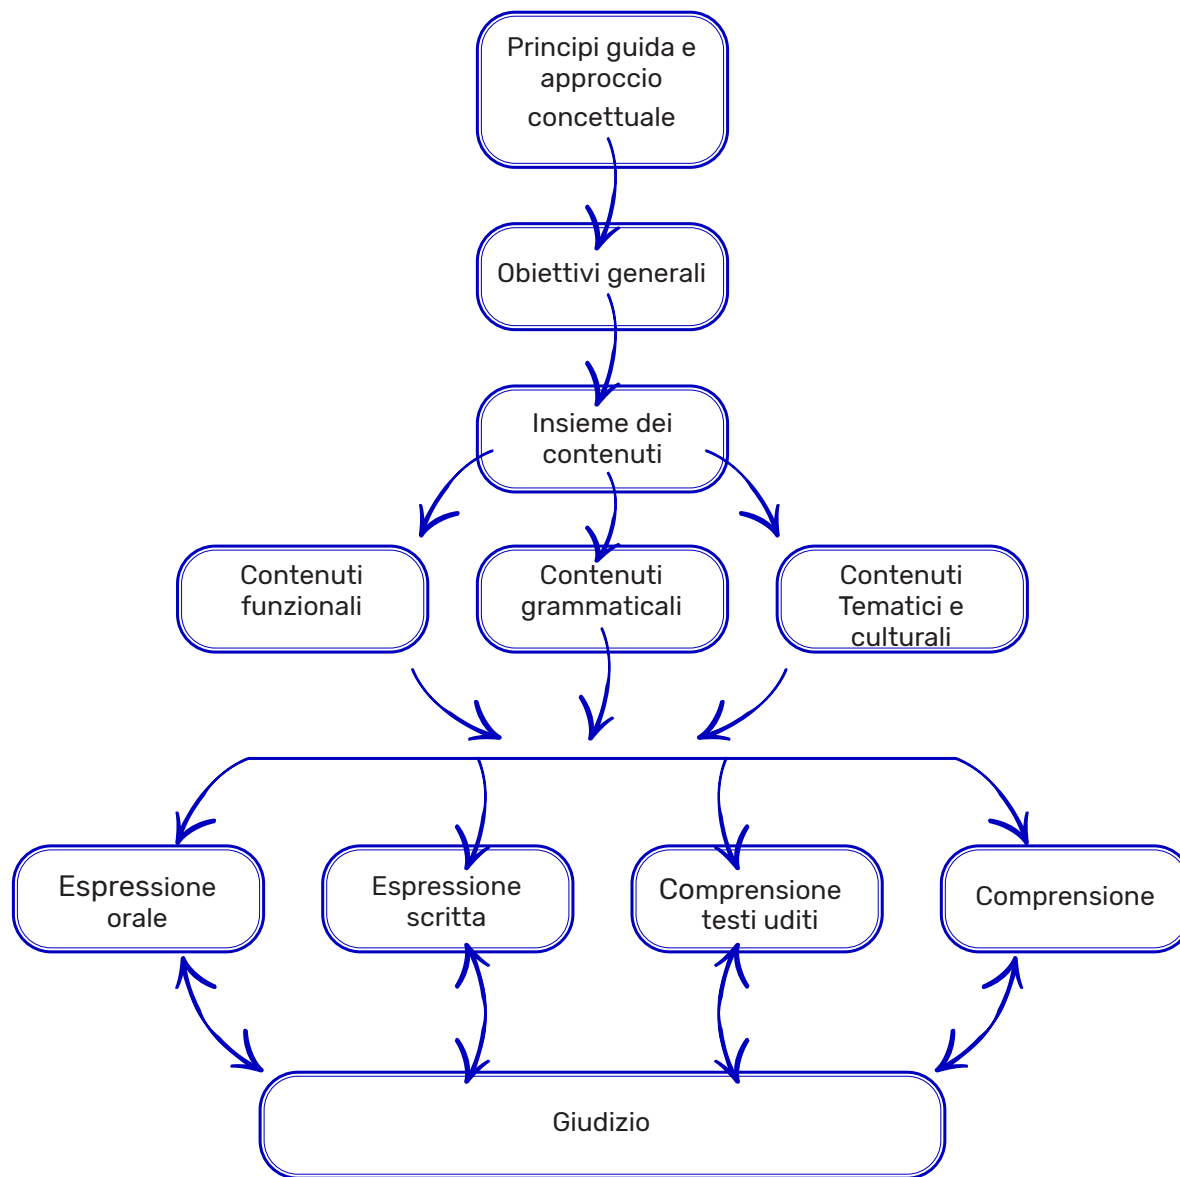 Principi guida e
approccio
concettuale
Obiettivi generali
Insieme dei
contenuti
Contenuti
funzionali
Contenuti
grammaticali
Contenuti
Tematici e
culturali
Espressione
orale
Espressione
scritta
Comprensione
testi uditi
Comprensione
Giudizio